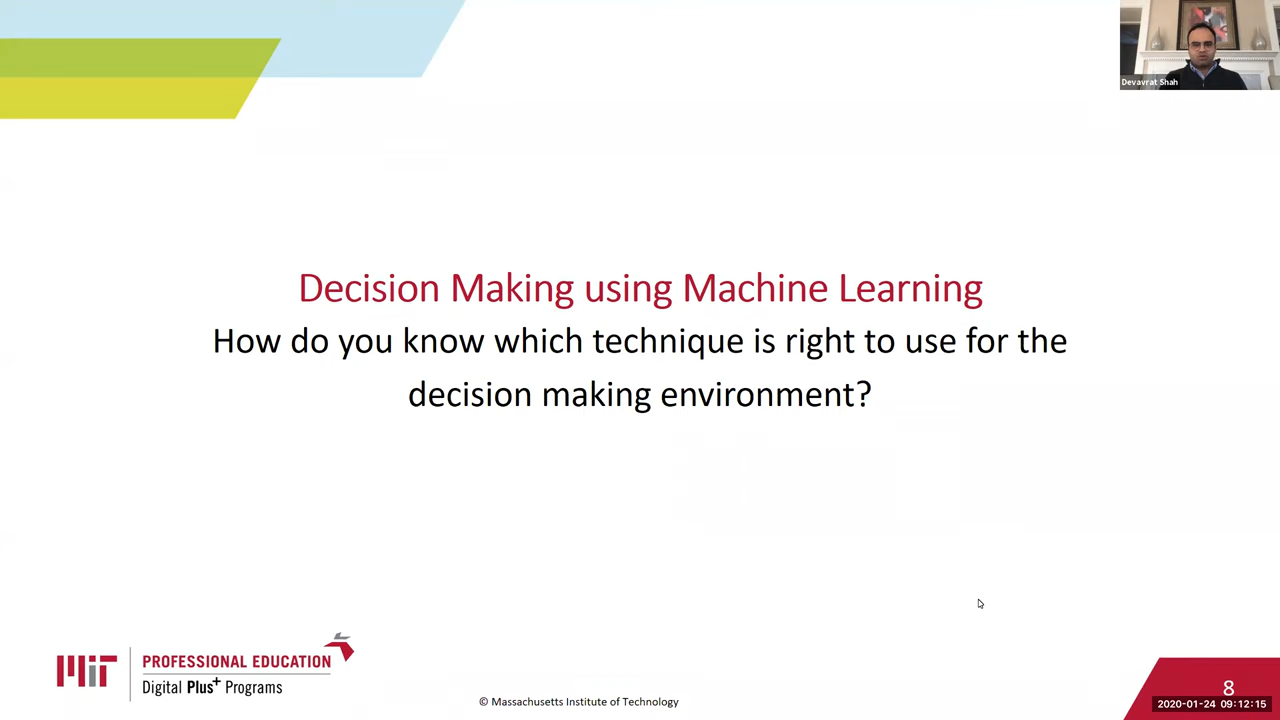 Devavrat Shah
Decision Making using Machine Learning
How do you know which technique is right to use for the
decision making environment?
MIT
PROFESSIONAL EDUCATION
Digital Plus+ Programs
© Massachusetts Institute of Technology
8
2020-01-24 09:12:15